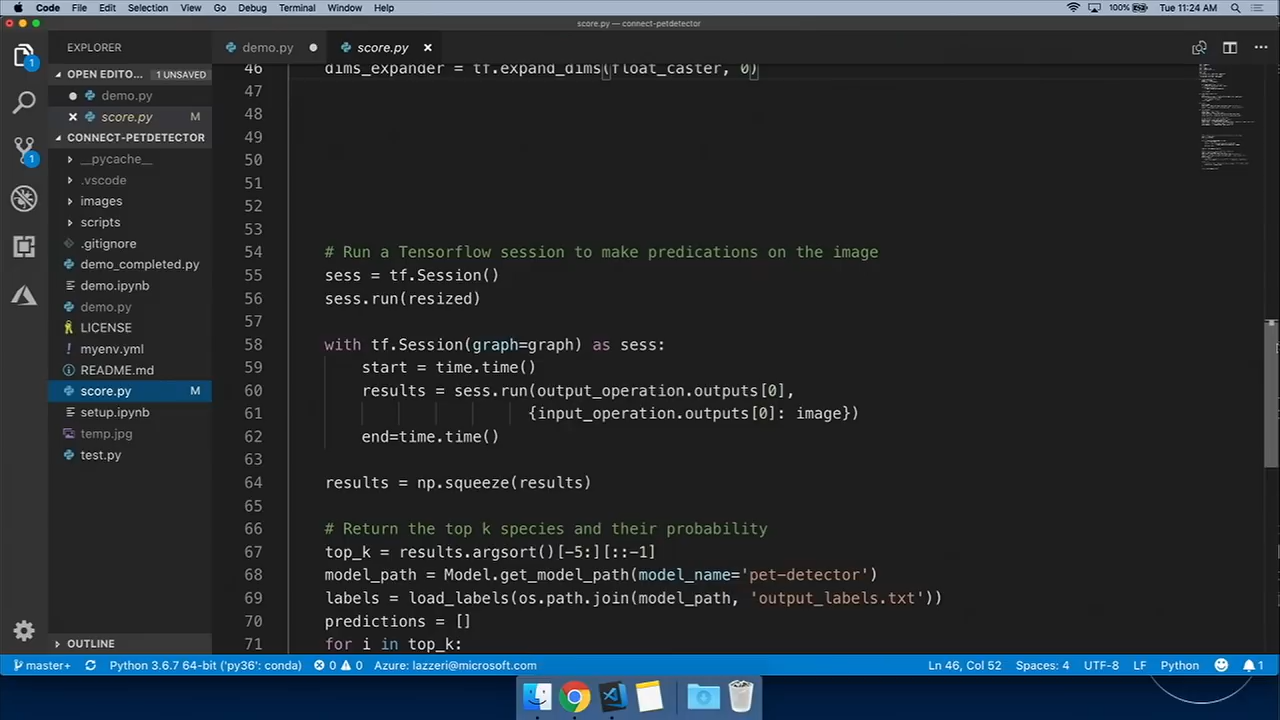 Code File Edit Selection View Go Debug Terminal Window Help 100% Tue 11:24 AM
score.py — connect-petdetector
EXPLORER
demo.py
score.py
OPEN EDITO... 1 UNSAVED
demo.py
score.py M
CONNECT-PETDETECTOR
__pycache__
.vscode
images
scripts
.gitignore
demo_completed.py
demo.ipynb
demo.py
LICENSE
myenv.yml
README.md
score.py M
setup.ipynb
temp.jpg
test.py
OUTLINE
1
1
46 dims_expander = tf.expand_dims(float_caster, 0)
47
48
49
50
51
52
53
54 # Run a Tensorflow session to make predications on the image
55 sess = tf.Session()
56 sess.run(resized)
57
58 with tf.Session(graph=graph) as sess:
59 start = time.time()
60 results = sess.run(output_operation.outputs[0],
61 {input_operation.outputs[0]: image})
62 end=time.time()
63
64 results = np.squeeze(results)
65
66 # Return the top k species and their probability
67 top_k = results.argsort()[-5:][::-1]
68 model_path = Model.get_model_path(model_name='pet-detector')
69 labels = load_labels(os.path.join(model_path, 'output_labels.txt'))
70 predictions = []
71 for i in top_k:
master+ Python 3.6.7 64-bit ('py36': conda) 0 0 Azure: lazzeri@microsoft.com Ln 46, Col 52 Spaces: 4 UTF-8 LF Python 1